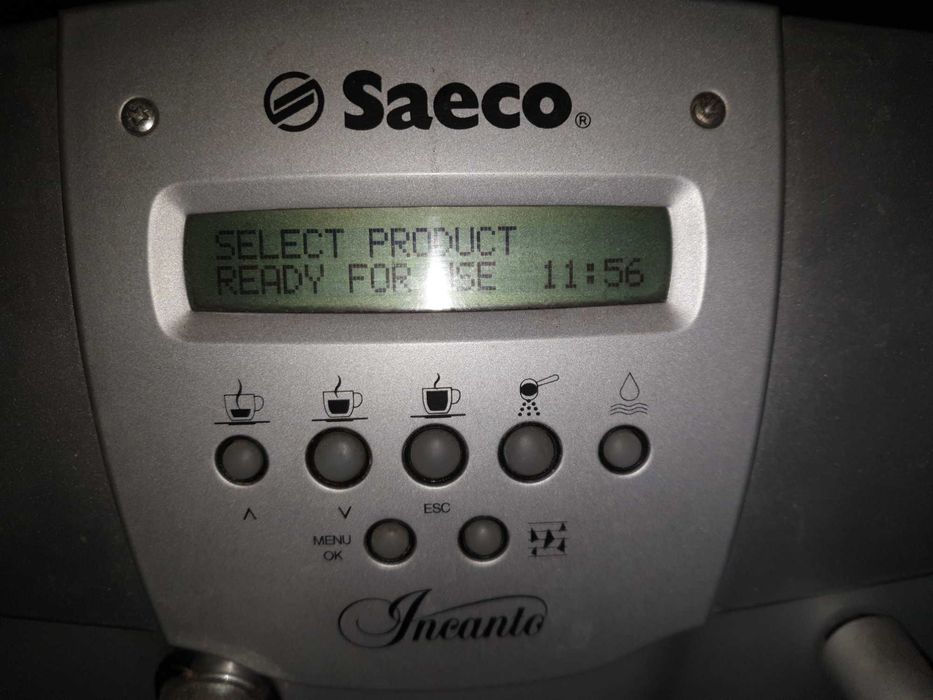 Saeco®
SELECT PRODUCT
READY FOR USE 11:56
ESC
MENU
OK
Incanto